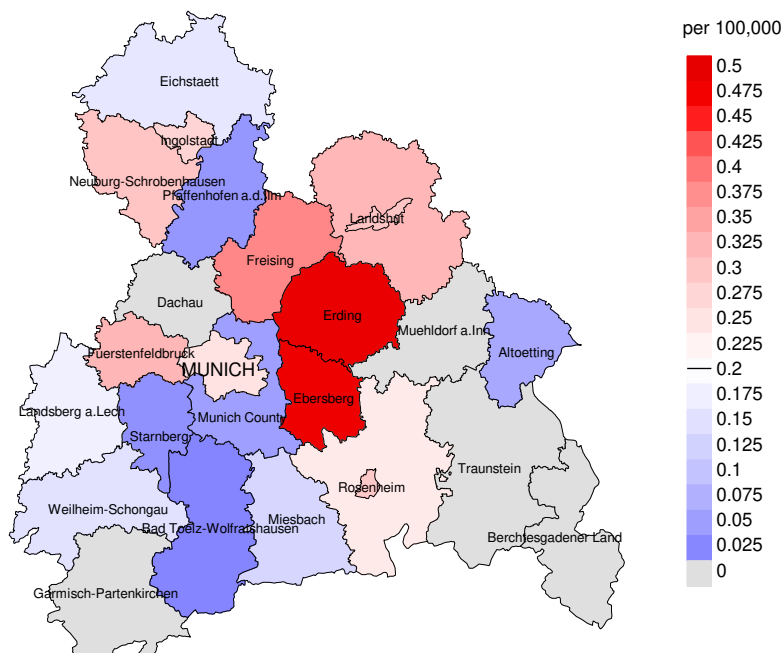 per 100,000
Eichstaett
Ingolstadt
Neuburg-Schrobenhausen
Pfaffenhofen a.d.Ilm
Landshut
Freising
Dachau
Erding
Muehldorf a.Inn
Altoetting
Fuerstenfeldbruck
MUNICH
Ebersberg
Landsberg a.Lech
Munich County
Starnberg
Traunstein
Rosenheim
Weilheim-Schongau
Miesbach
Bad Toelz-Wolfratshausen
Berchtesgadener Land
Garmisch-Partenkirchen
0.5
0.475
0.45
0.425
0.4
0.375
0.35
0.325
0.3
0.275
0.25
0.225
0.2
0.175
0.15
0.125
0.1
0.075
0.05
0.025
0